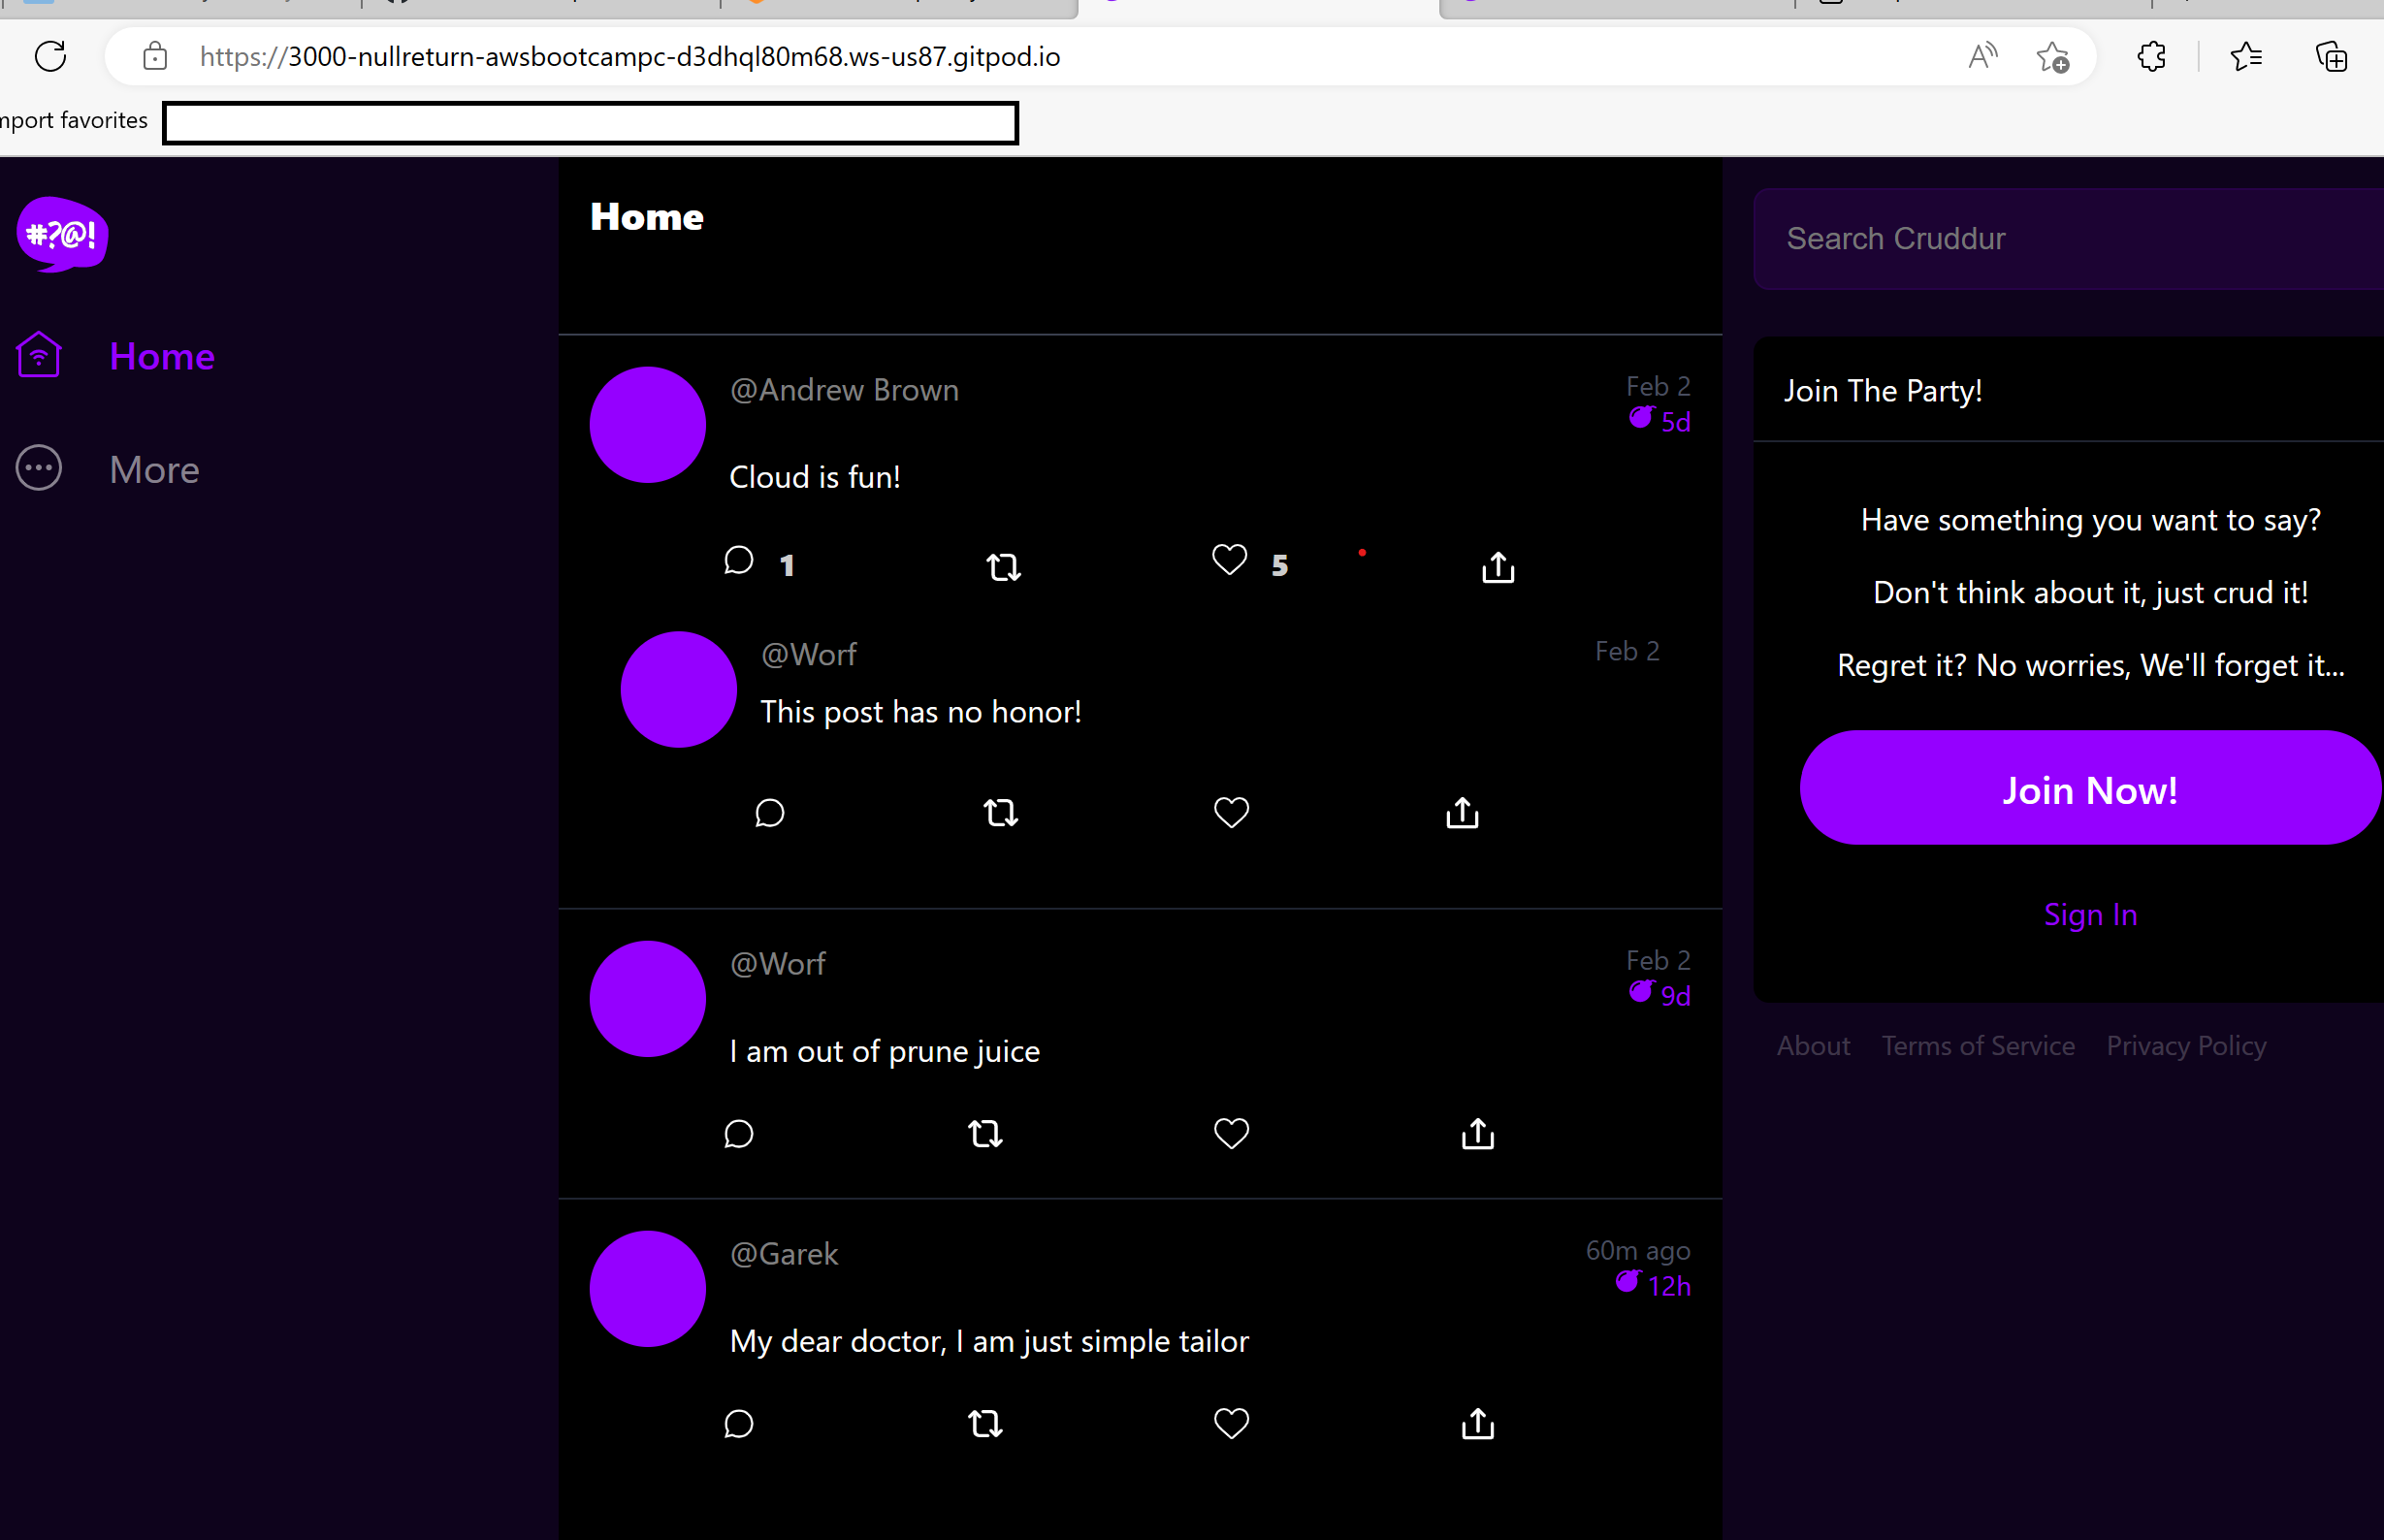 https://3000-nullreturn-awsbootcampc-d3dhql80m68.ws-us87.gitpod.io
favorites
#?@!
Home
More
Home
@Andrew Brown
Feb 2
5d
Cloud is fun!
1
5
@Worf
Feb 2
This post has no honor!
@Worf
Feb 2
9d
I am out of prune juice
@Garek
60m ago
12h
My dear doctor, I am just simple tailor
Search Cruddur
Join The Party!
Have something you want to say?
Don't think about it, just crud it!
Regret it? No worries, We'll forget it...
Join Now!
Sign In
About Terms of Service Privacy Policy